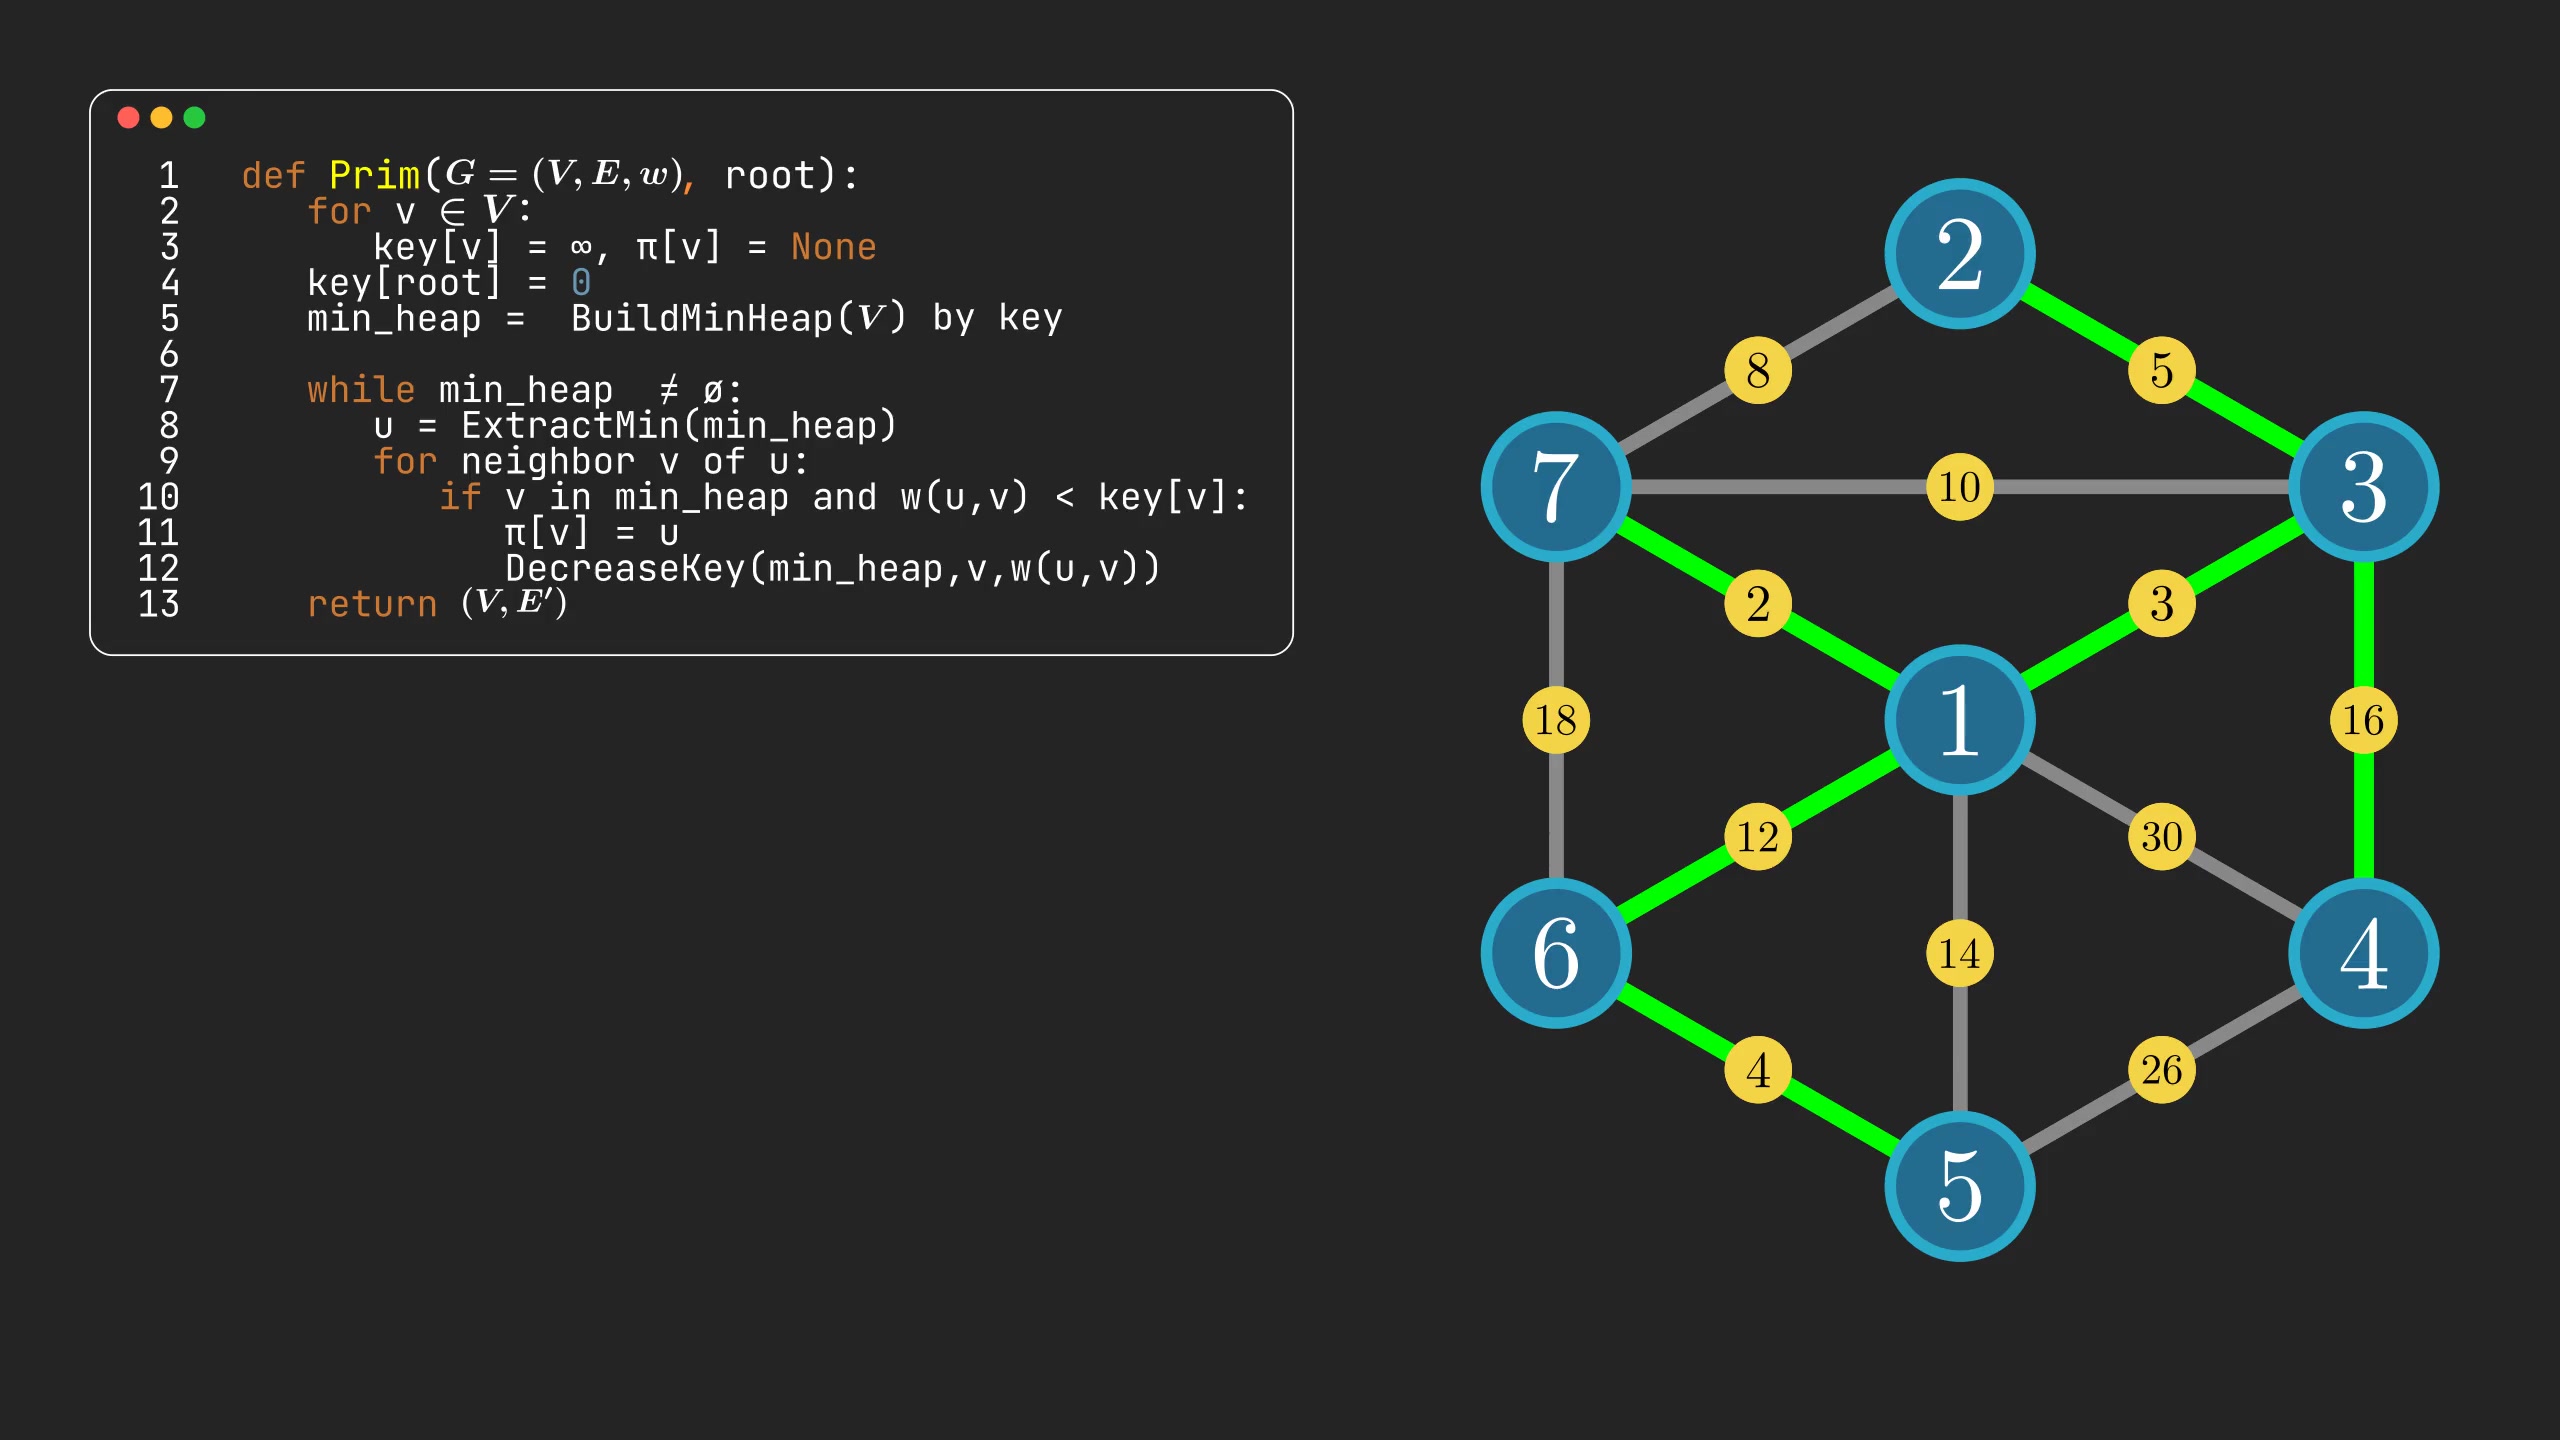 1 def Prim(G = (V, E, w), root):
2 for v ∈ V:
3 key[v] = ∞, π[v] = None
4 key[root] = 0
5 min_heap = BuildMinHeap(V) by key
6
7 while min_heap ≠ ø:
8 u = ExtractMin(min_heap)
9 for neighbor v of u:
10 if v in min_heap and w(u,v) < key[v]:
11 π[v] = u
12 DecreaseKey(min_heap,v,w(u,v))
13 return (V, E′)
2
8 5
7 10 3
2 3
18 1 16
12 30
6 14 4
4 26
5